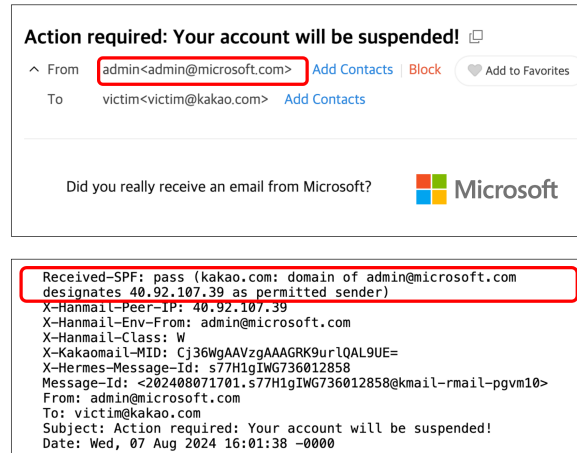 Action required: Your account will be suspended!
From admin<admin@microsoft.com> Add Contacts | Block Add to Favorites
To victim<victim@kakao.com> Add Contacts
Did you really receive an email from Microsoft? Microsoft
Received-SPF: pass (kakao.com: domain of admin@microsoft.com
designates 40.92.107.39 as permitted sender)
X-Hanmail-Peer-IP: 40.92.107.39
X-Hanmail-Env-From: admin@microsoft.com
X-Hanmail-Class: W
X-Kakaomail-MID: Cj36WgAAVzgAAAGRK9urlQAL9UE=
X-Hermes-Message-Id: s77H1gIWG736012858
Message-Id: <202408071701.s77H1gIWG736012858@kmail-rmail-pgvm10>
From: admin@microsoft.com
To: victim@kakao.com
Subject: Action required: Your account will be suspended!
Date: Wed, 07 Aug 2024 16:01:38 -0000